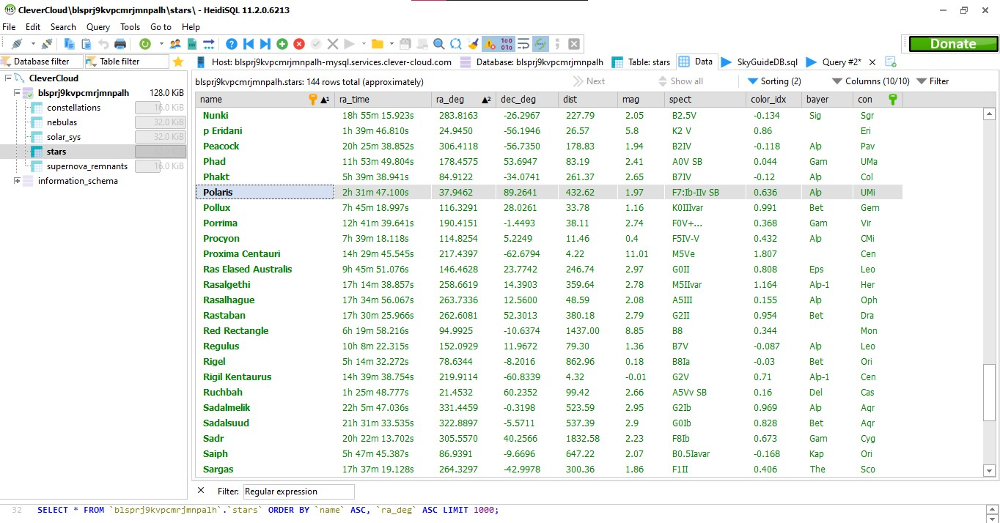 CleverCloud\blsprj9kvpcmrjmnpalh\stars\ - HeidiSQL 11.2.0.6213
File Edit Search Query Tools Go to Help
Donate
Database filter Table filter Host: blsprj9kvpcmrjmnpalh-mysql.services.clever-cloud.com Database: blsprj9kvpcmrjmnpalh Table: stars Data SkyGuideDB.sql Query #2*
CleverCloud
blsprj9kvpcmrjmnpalh 128.0 KiB
constellations 16.0 KiB
nebulas 32.0 KiB
solar_sys 32.0 KiB
stars
supernova_remnants 16.0 KiB
information_schema
blsprj9kvpcmrjmnpalh.stars: 144 rows total (approximately) Next Show all Sorting (2) Columns (10/10) Filter
name 1 ra_time ra_deg 2 dec_deg dist mag spect color_idx bayer con
Nunki 18h 55m 15.923s 283.8163 -26.2967 227.79 2.05 B2.5V -0.134 Sig Sgr
p Eridani 1h 39m 46.810s 24.9450 -56.1946 26.57 5.8 K2 V 0.86 Eri
Peacock 20h 25m 38.852s 306.4118 -56.7350 178.83 1.94 B2IV -0.118 Alp Pav
Phad 11h 53m 49.804s 178.4575 53.6947 83.19 2.41 A0V SB 0.044 Gam UMa
Phakt 5h 39m 38.941s 84.9122 -34.0741 261.37 2.65 B7IV -0.12 Alp Col
Polaris 2h 31m 47.100s 37.9462 89.2641 432.62 1.97 F7:Ib-IIv SB 0.636 Alp UMi
Pollux 7h 45m 18.997s 116.3291 28.0261 33.78 1.16 K0IIIvar 0.991 Bet Gem
Porrima 12h 41m 39.641s 190.4151 -1.4493 38.11 2.74 F0V+... 0.368 Gam Vir
Procyon 7h 39m 18.118s 114.8254 5.2249 11.46 0.4 F5IV-V 0.432 Alp CMi
Proxima Centauri 14h 29m 45.545s 217.4397 -62.6794 4.22 11.01 M5Ve 1.807 Cen
Ras Elased Australis 9h 45m 51.076s 146.4628 23.7742 246.74 2.97 G0II 0.808 Eps Leo
Rasalgethi 17h 14m 38.857s 258.6619 14.3903 359.64 2.78 M5IIvar 1.164 Alp-1 Her
Rasalhague 17h 34m 56.067s 263.7336 12.5600 48.59 2.08 A5III 0.155 Alp Oph
Rastaban 17h 30m 25.966s 262.6081 52.3013 380.18 2.79 G2II 0.954 Bet Dra
Red Rectangle 6h 19m 58.216s 94.9925 -10.6374 1437.00 8.85 B8 0.344 Mon
Regulus 10h 8m 22.315s 152.0929 11.9672 79.30 1.36 B7V -0.087 Alp Leo
Rigel 5h 14m 32.272s 78.6344 -8.2016 862.96 0.18 B8Ia -0.03 Bet Ori
Rigil Kentaurus 14h 39m 38.754s 219.9114 -60.8339 4.32 -0.01 G2V 0.71 Alp-1 Cen
Ruchbah 1h 25m 48.777s 21.4532 60.2352 99.42 2.66 A5Vv SB 0.16 Del Cas
Sadalmelik 22h 5m 47.036s 331.4459 -0.3198 523.59 2.95 G2Ib 0.969 Alp Aqr
Sadalsuud 21h 31m 33.535s 322.8897 -5.5711 537.39 2.9 G0Ib 0.828 Bet Aqr
Sadr 20h 22m 13.702s 305.5570 40.2566 1832.58 2.23 F8Ib 0.673 Gam Cyg
Saiph 5h 47m 45.387s 86.9391 -9.6696 647.22 2.07 B0.5Iavar -0.168 Kap Ori
Sargas 17h 37m 19.128s 264.3297 -42.9978 300.36 1.86 F1II 0.406 The Sco
Filter: Regular expression
32 SELECT * FROM `blsprj9kvpcmrjmnpalh`.`stars` ORDER BY `name` ASC, `ra_deg` ASC LIMIT 1000;